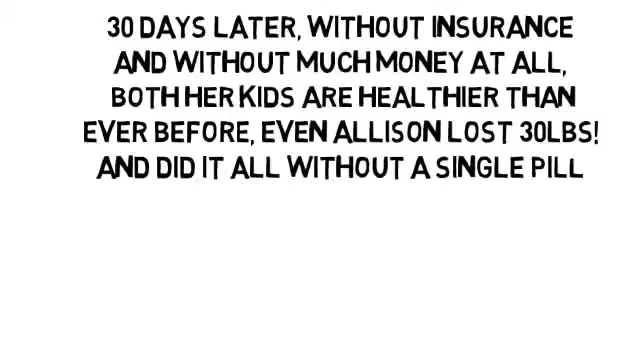 30 DAYS LATER, WITHOUT INSURANCE
AND WITHOUT MUCH MONEY AT ALL,
BOTH HER KIDS ARE HEALTHIER THAN
EVER BEFORE, EVEN ALLISON LOST 30LBS!
AND DID IT ALL WITHOUT A SINGLE PILL